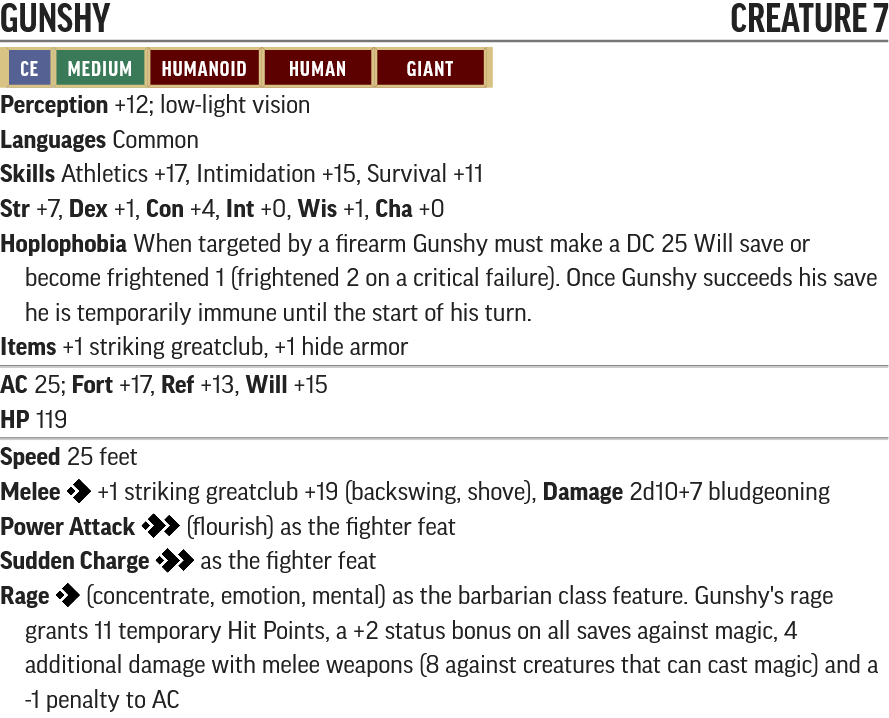 GUNSHY CREATURE 7
CE MEDIUM HUMANOID HUMAN GIANT
Perception +12; low-light vision
Languages Common
Skills Athletics +17, Intimidation +15, Survival +11
Str +7, Dex +1, Con +4, Int +0, Wis +1, Cha +0
Hoplophobia When targeted by a firearm Gunshy must make a DC 25 Will save or
become frightened 1 (frightened 2 on a critical failure). Once Gunshy succeeds his save
he is temporarily immune until the start of his turn.
Items +1 striking greatclub, +1 hide armor
AC 25; Fort +17, Ref +13, Will +15
HP 119
Speed 25 feet
Melee +1 striking greatclub +19 (backswing, shove), Damage 2d10+7 bludgeoning
Power Attack (flourish) as the fighter feat
Sudden Charge as the fighter feat
Rage (concentrate, emotion, mental) as the barbarian class feature. Gunshy's rage
grants 11 temporary Hit Points, a +2 status bonus on all saves against magic, 4
additional damage with melee weapons (8 against creatures that can cast magic) and a
-1 penalty to AC